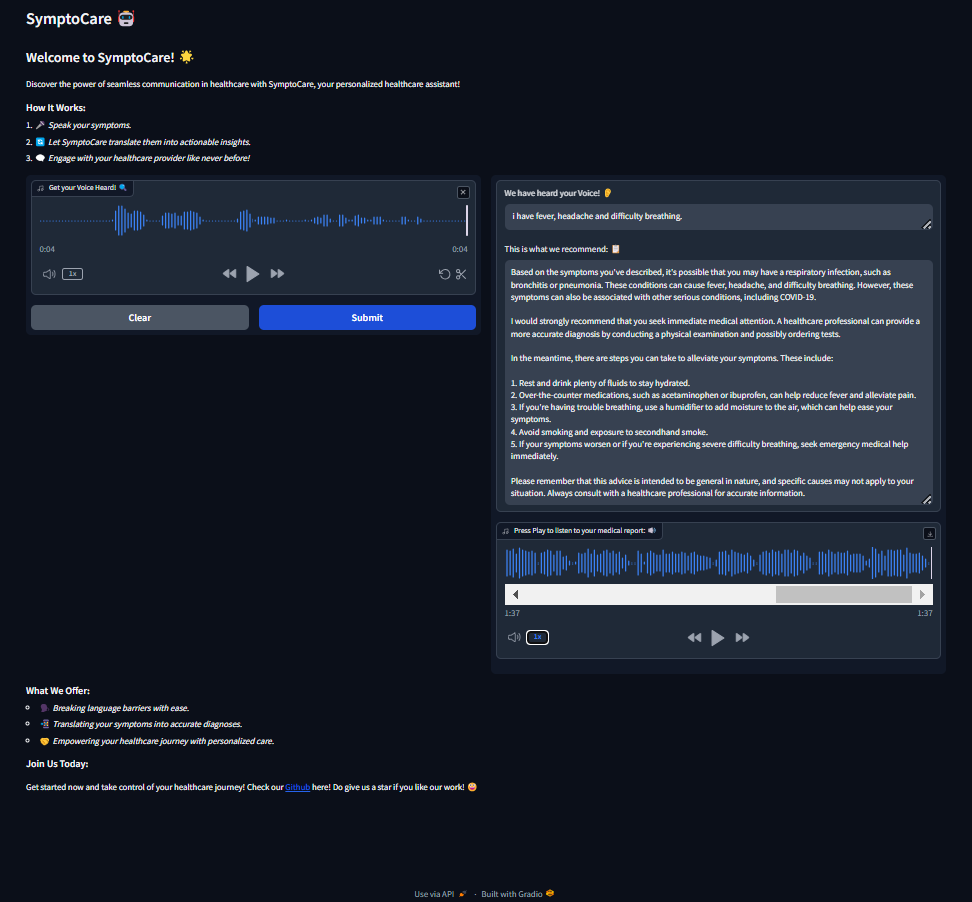 SymptoCare
Welcome to SymptoCare!
Discover the power of seamless communication in healthcare with SymptoCare, your personalized healthcare assistant!
How It Works:
1. Speak your symptoms.
2. Let SymptoCare translate them into actionable insights.
3. Engage with your healthcare provider like never before!
Get your Voice Heard!
0:04
0:04
1x
Clear
Submit
We have heard your Voice!
i have fever, headache and difficulty breathing.
This is what we recommend:
Based on the symptoms you've described, it's possible that you may have a respiratory infection, such as
bronchitis or pneumonia. These conditions can cause fever, headache, and difficulty breathing. However, these
symptoms can also be associated with other serious conditions, including COVID-19.
I would strongly recommend that you seek immediate medical attention. A healthcare professional can provide a
more accurate diagnosis by conducting a physical examination and possibly ordering tests.
In the meantime, there are steps you can take to alleviate your symptoms. These include:
1. Rest and drink plenty of fluids to stay hydrated.
2. Over-the-counter medications, such as acetaminophen or ibuprofen, can help reduce fever and alleviate pain.
3. If you're having trouble breathing, use a humidifier to add moisture to the air, which can help ease your
symptoms.
4. Avoid smoking and exposure to secondhand smoke.
5. If your symptoms worsen or if you're experiencing severe difficulty breathing, seek emergency medical help
immediately.
Please remember that this advice is intended to be general in nature, and specific causes may not apply to your
situation. Always consult with a healthcare professional for accurate information.
Press Play to listen to your medical report:
1:37
1:37
1x
What We Offer:
Breaking language barriers with ease.
Translating your symptoms into accurate diagnoses.
Empowering your healthcare journey with personalized care.
Join Us Today:
Get started now and take control of your healthcare journey! Check our Github here! Do give us a star if you like our work!
Use via API · Built with Gradio